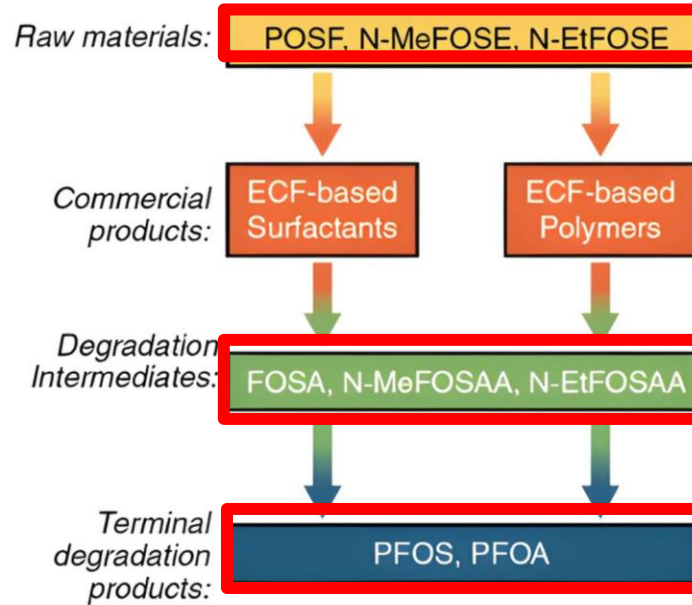 Raw materials: POSF, N-MeFOSE, N-EtFOSE
Commercial products:
ECF-based
Surfactants
ECF-based
Polymers
Degradation
Intermediates: FOSA, N-MeFOSAA, N-EtFOSAA
Terminal
degradation
products:
PFOS, PFOA